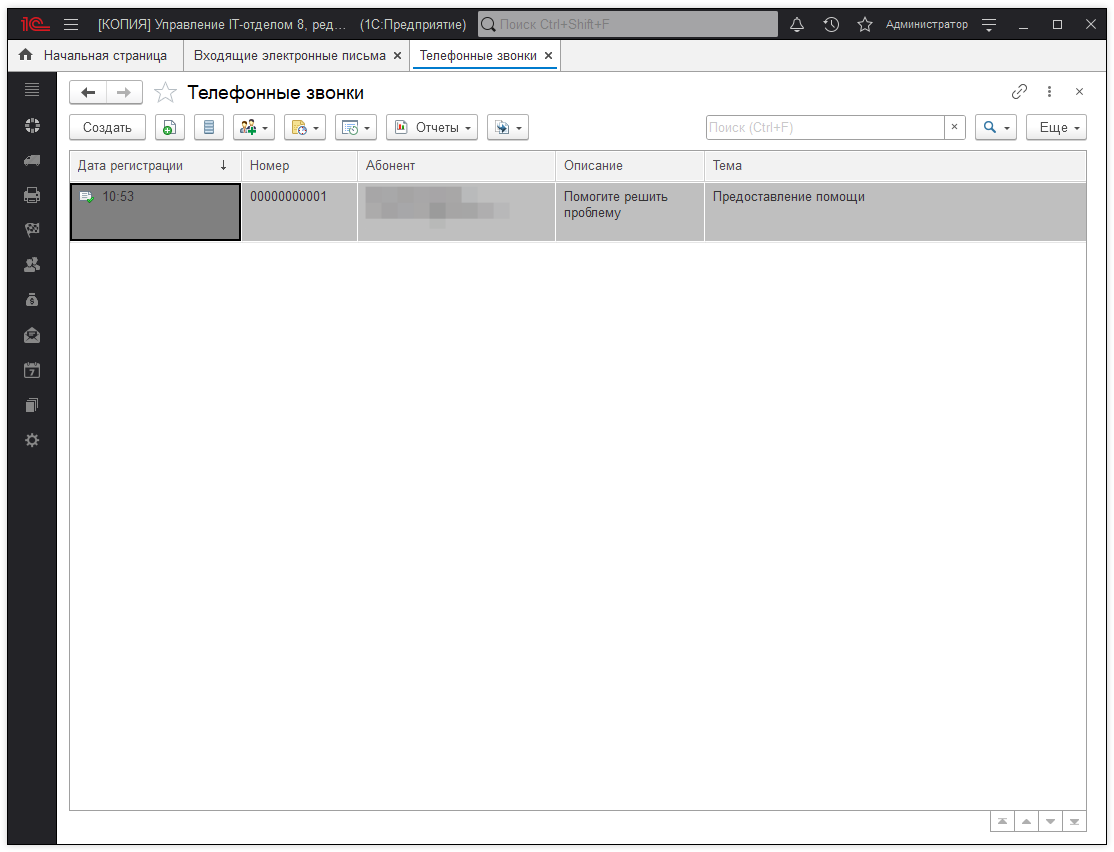 1С [КОПИЯ] Управление IT-отделом 8, ред... (1С:Предприятие) Поиск Ctrl+Shift+F Администратор
Начальная страница Входящие электронные письма × Телефонные звонки ×
Телефонные звонки
Создать Отчеты Поиск (Ctrl+F) × Еще
Дата регистрации ↓ Номер Абонент Описание Тема
10:53 00000000001 Помогите решить Предоставление помощи
проблему
7